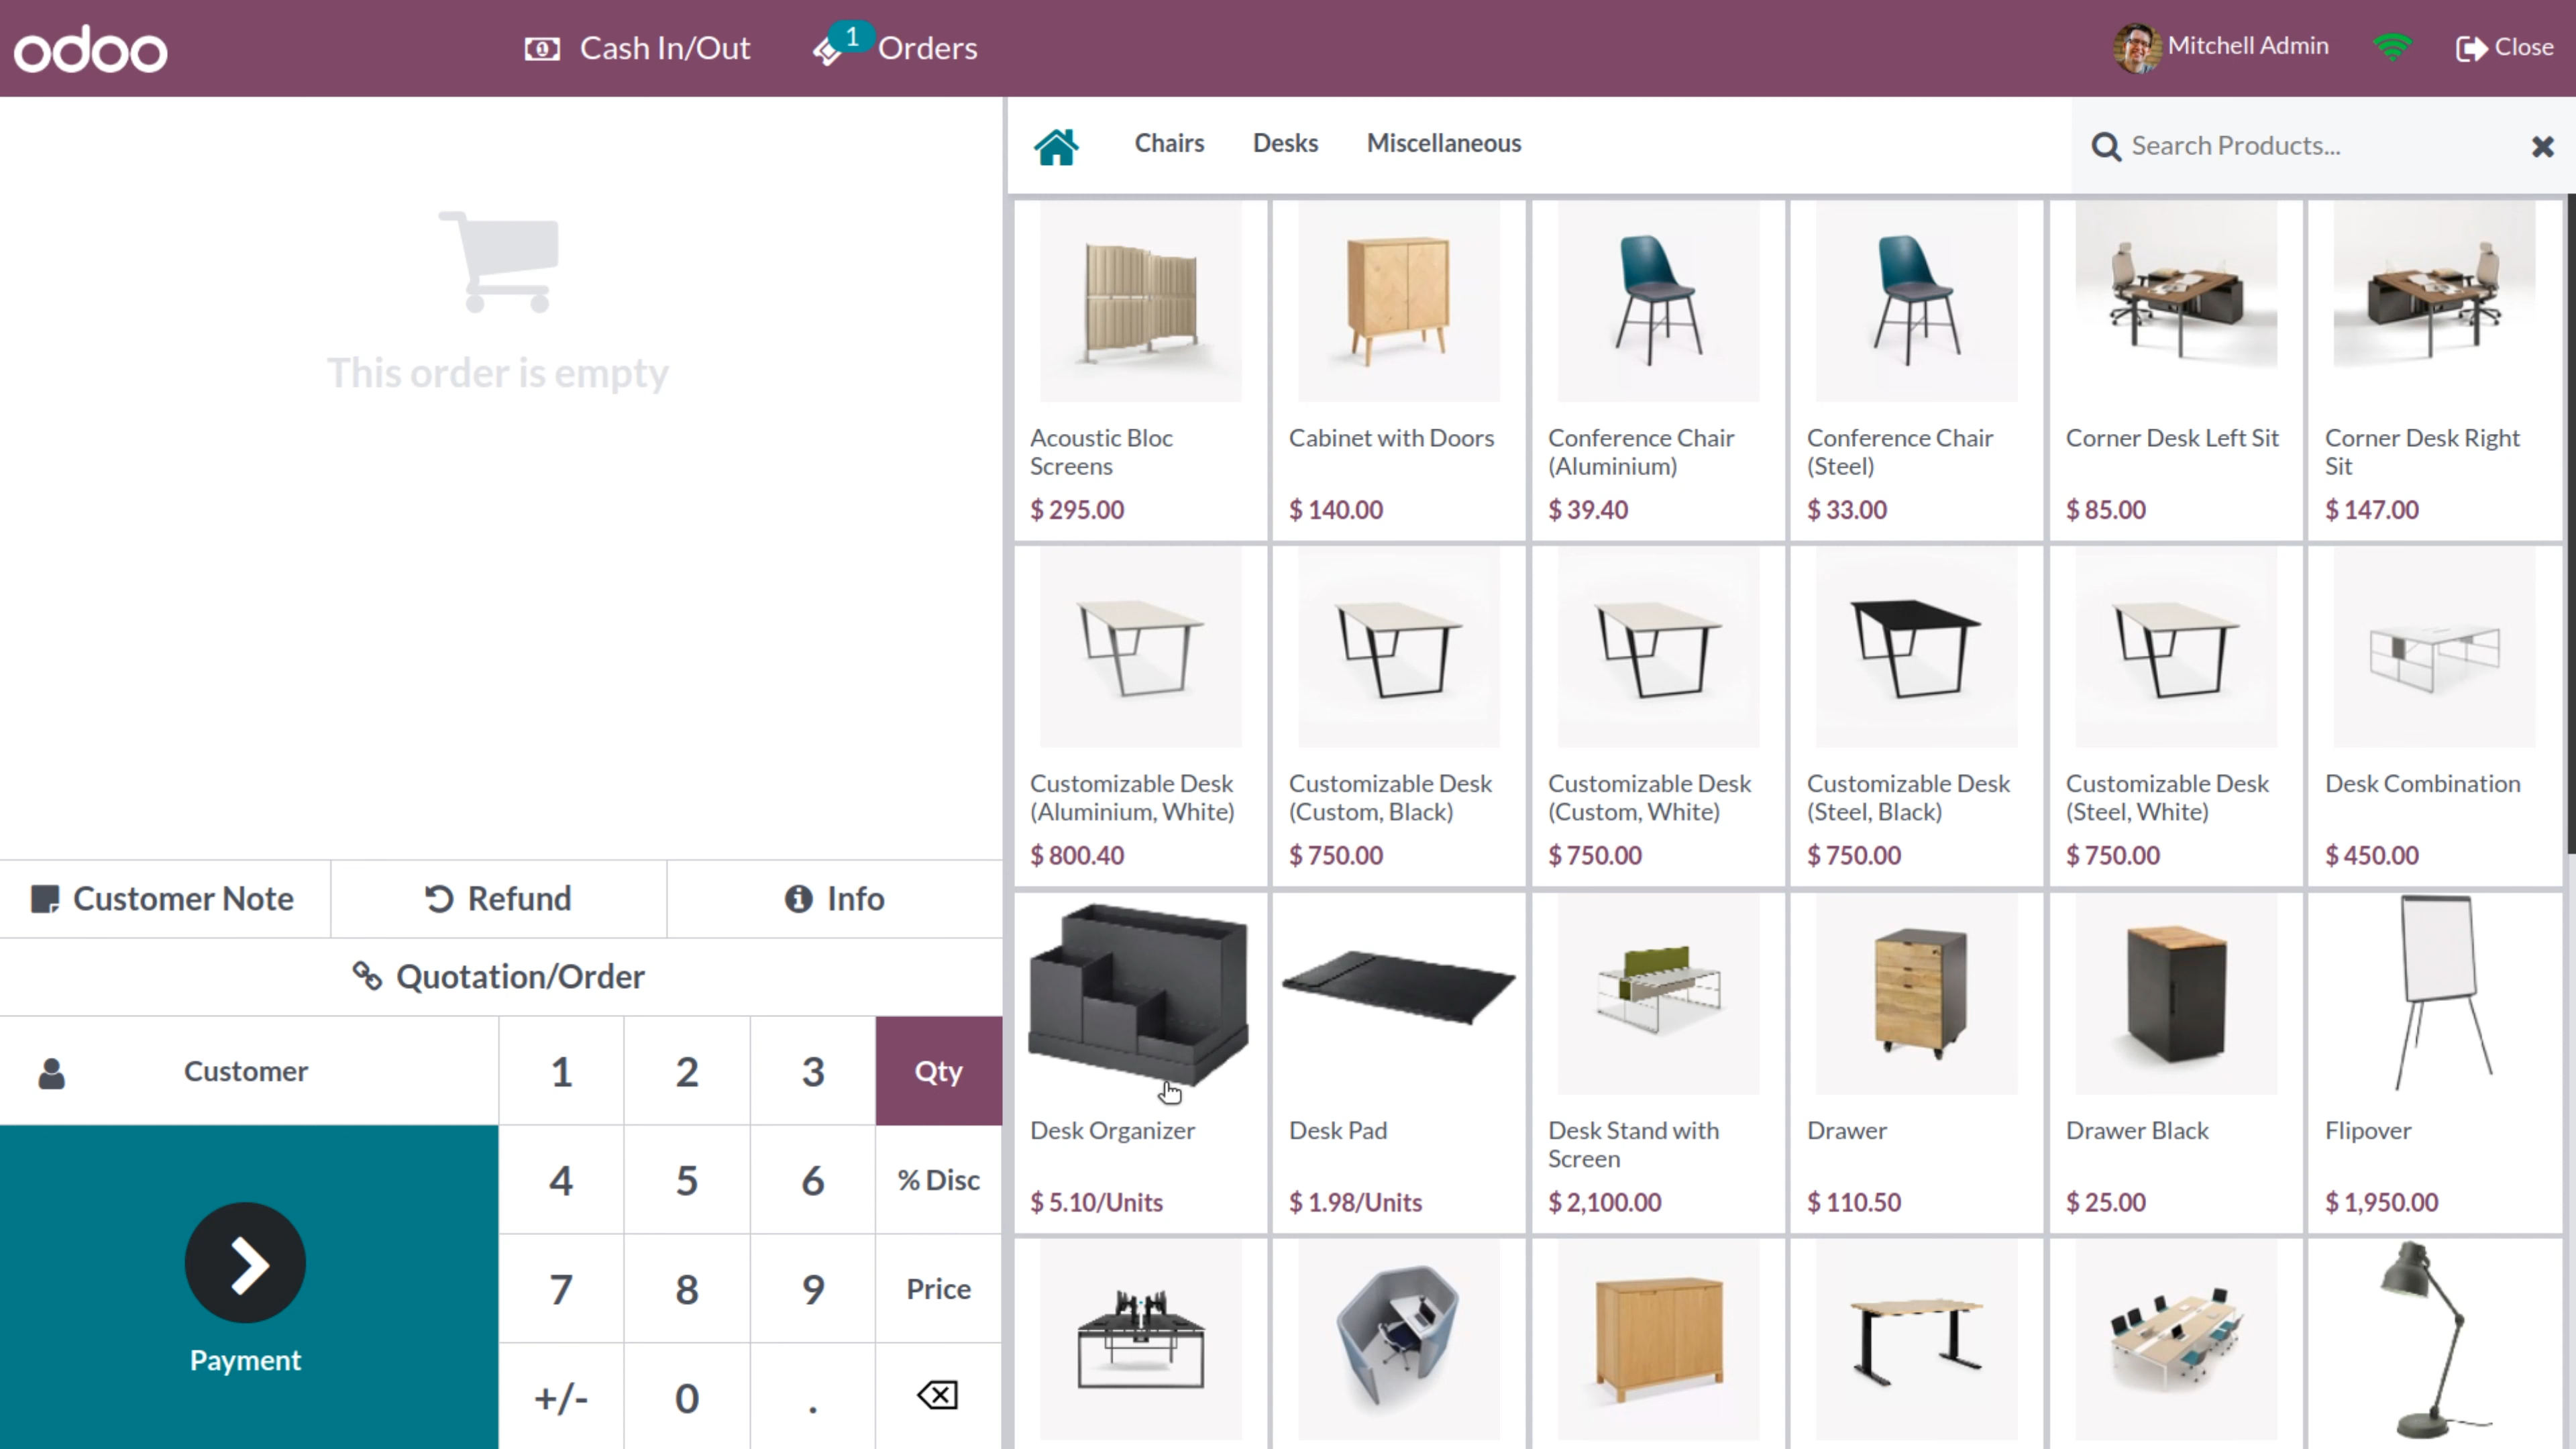 odoo
Cash In/Out
1
Orders
Mitchell Admin
Close
This order is empty
Customer Note
Refund
Info
Quotation/Order
Customer
1 2 3 Qty
4 5 6 % Disc
7 8 9 Price
+/- 0 .
Payment
Chairs Desks Miscellaneous
Search Products...
Acoustic Bloc
Screens
$ 295.00
Cabinet with Doors
$ 140.00
Conference Chair
(Aluminium)
$ 39.40
Conference Chair
(Steel)
$ 33.00
Corner Desk Left Sit
$ 85.00
Corner Desk Right
Sit
$ 147.00
Customizable Desk
(Aluminium, White)
$ 800.40
Customizable Desk
(Custom, Black)
$ 750.00
Customizable Desk
(Custom, White)
$ 750.00
Customizable Desk
(Steel, Black)
$ 750.00
Customizable Desk
(Steel, White)
$ 750.00
Desk Combination
$ 450.00
Desk Organizer
$ 5.10/Units
Desk Pad
$ 1.98/Units
Desk Stand with
Screen
$ 2,100.00
Drawer
$ 110.50
Drawer Black
$ 25.00
Flipover
$ 1,950.00